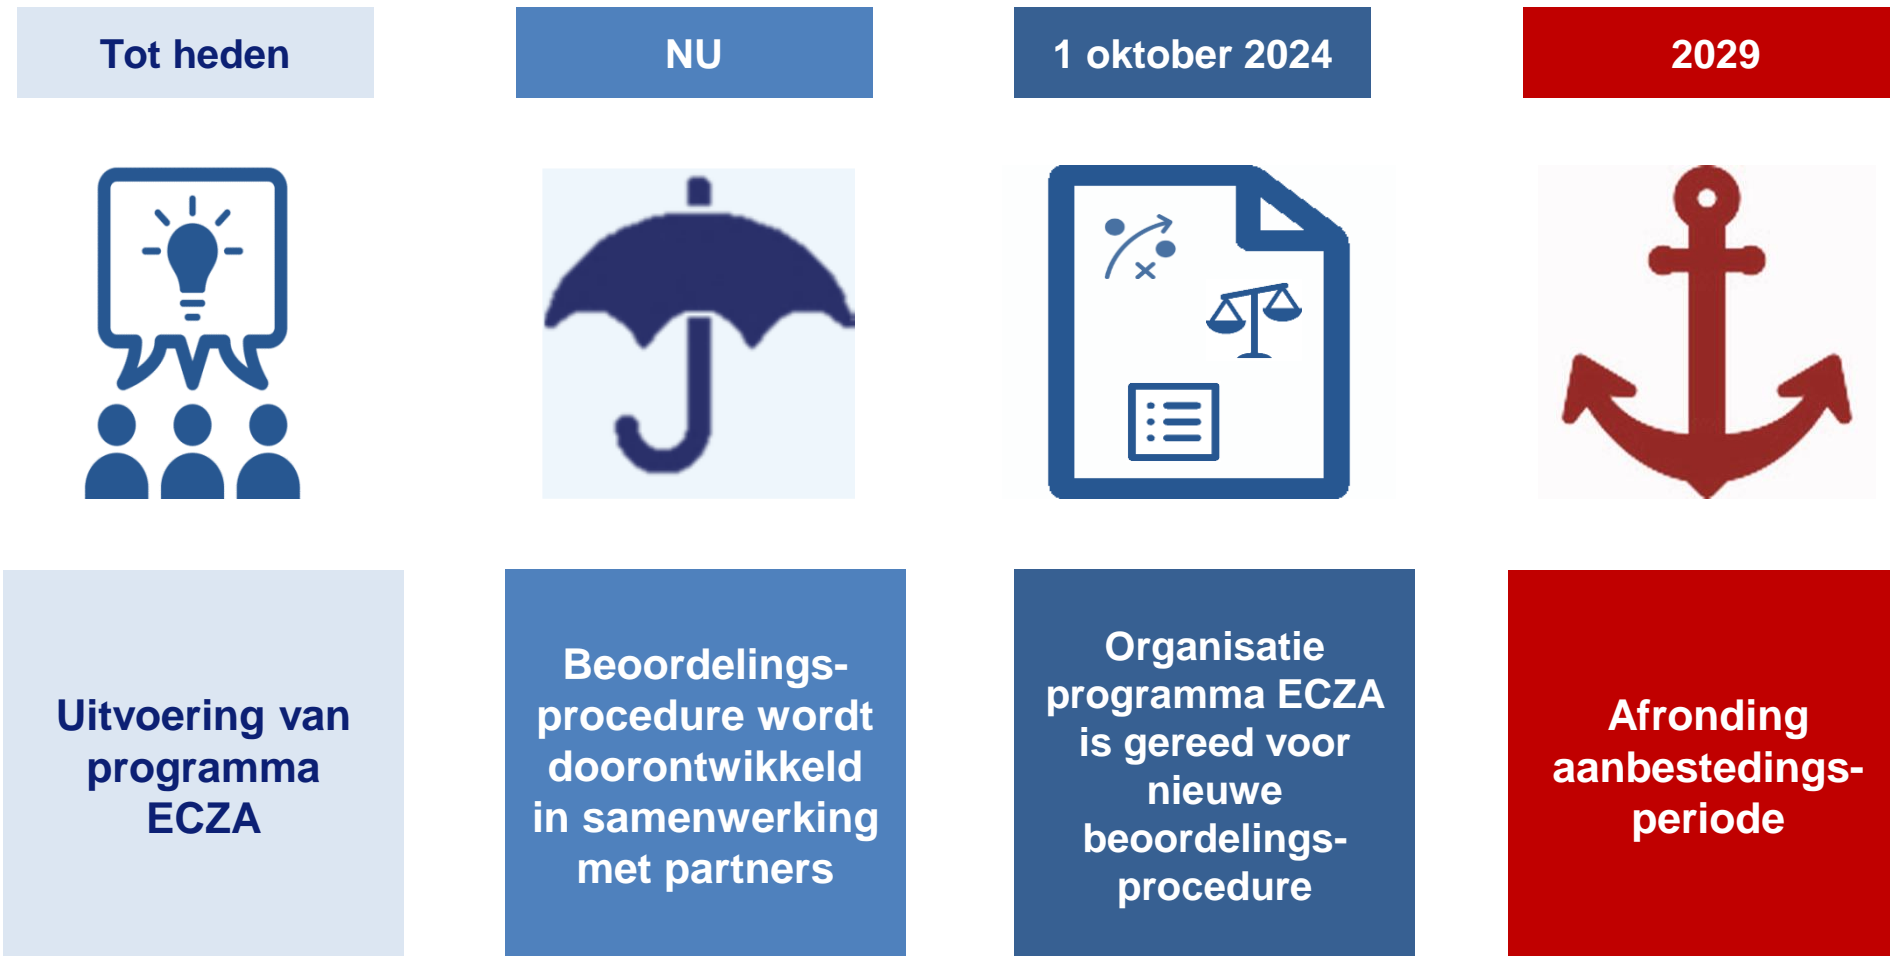 Tot heden
NU
1 oktober 2024
2029
Uitvoering van
programma
ECZA
Beoordelings-
procedure wordt
doorontwikkeld
in samenwerking
met partners
Organisatie
programma ECZA
is gereed voor
nieuwe
beoordelings-
procedure
Afronding
aanbestedings-
periode